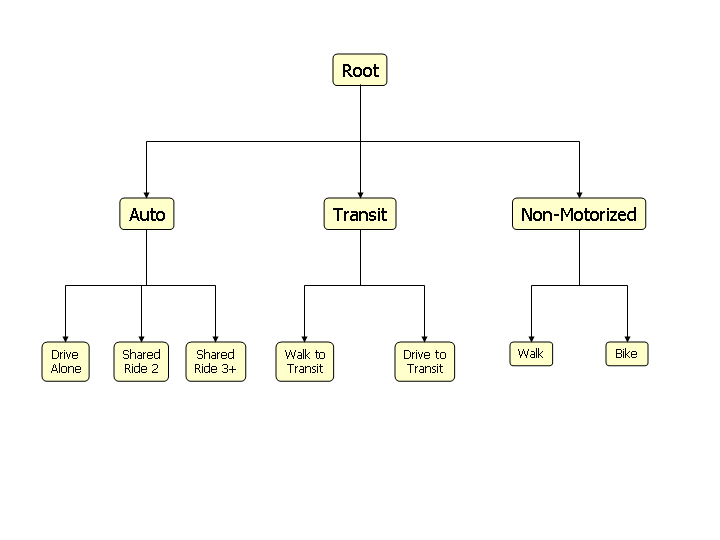 Root
Auto
Transit
Non-Motorized
Drive
Alone
Shared
Ride 2
Shared
Ride 3+
Walk to
Transit
Drive to
Transit
Walk
Bike